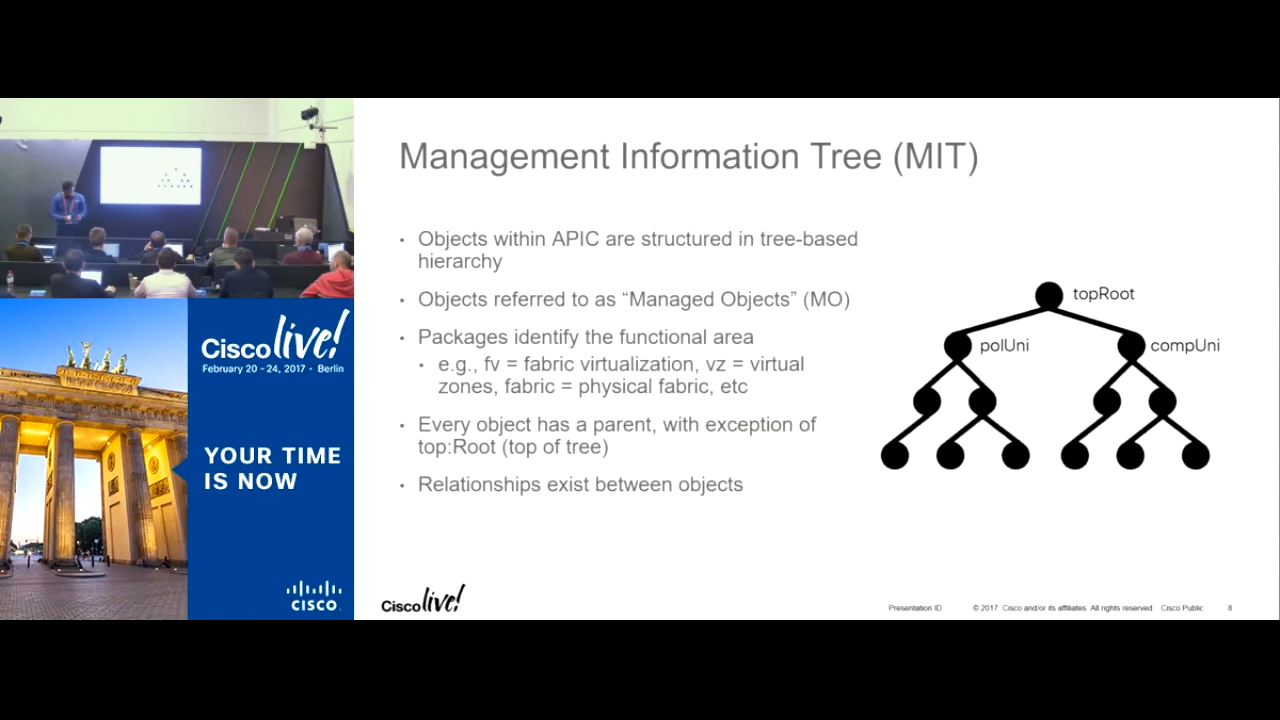 Management Information Tree (MIT)
• Objects within APIC are structured in tree-based
hierarchy
• Objects referred to as “Managed Objects” (MO)
• Packages identify the functional area
• e.g., fv = fabric virtualization, vz = virtual
zones, fabric = physical fabric, etc
• Every object has a parent, with exception of
top:Root (top of tree)
• Relationships exist between objects
topRoot
polUni
compUni
Cisco live!
February 20 - 24, 2017 • Berlin
YOUR TIME
IS NOW
CISCO
Cisco live!
Presentation ID
© 2017 Cisco and/or its affiliates All rights reserved Cisco Public
8